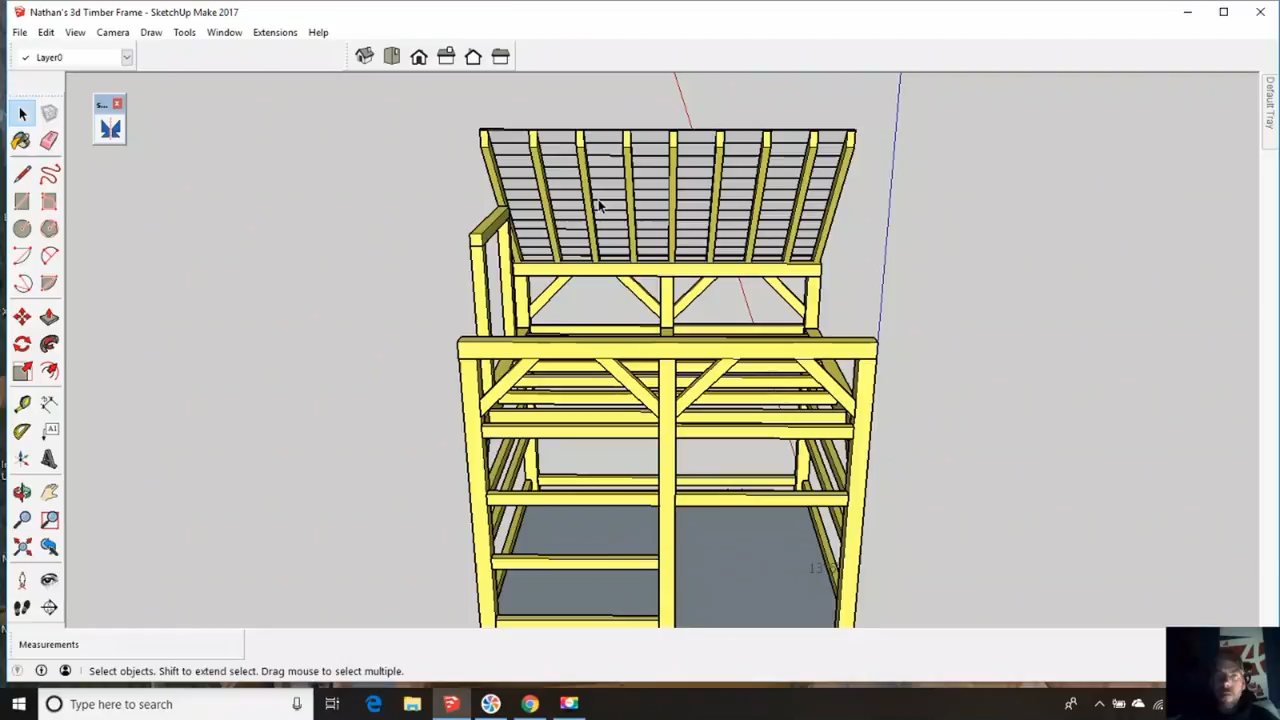 Nathan's 3d Timber Frame - SketchUp Make 2017
File Edit View Camera Draw Tools Window Extensions Help
Layer0
s...
Default Tray
A1
Measurements
Select objects. Shift to extend select. Drag mouse to select multiple.
Type here to search